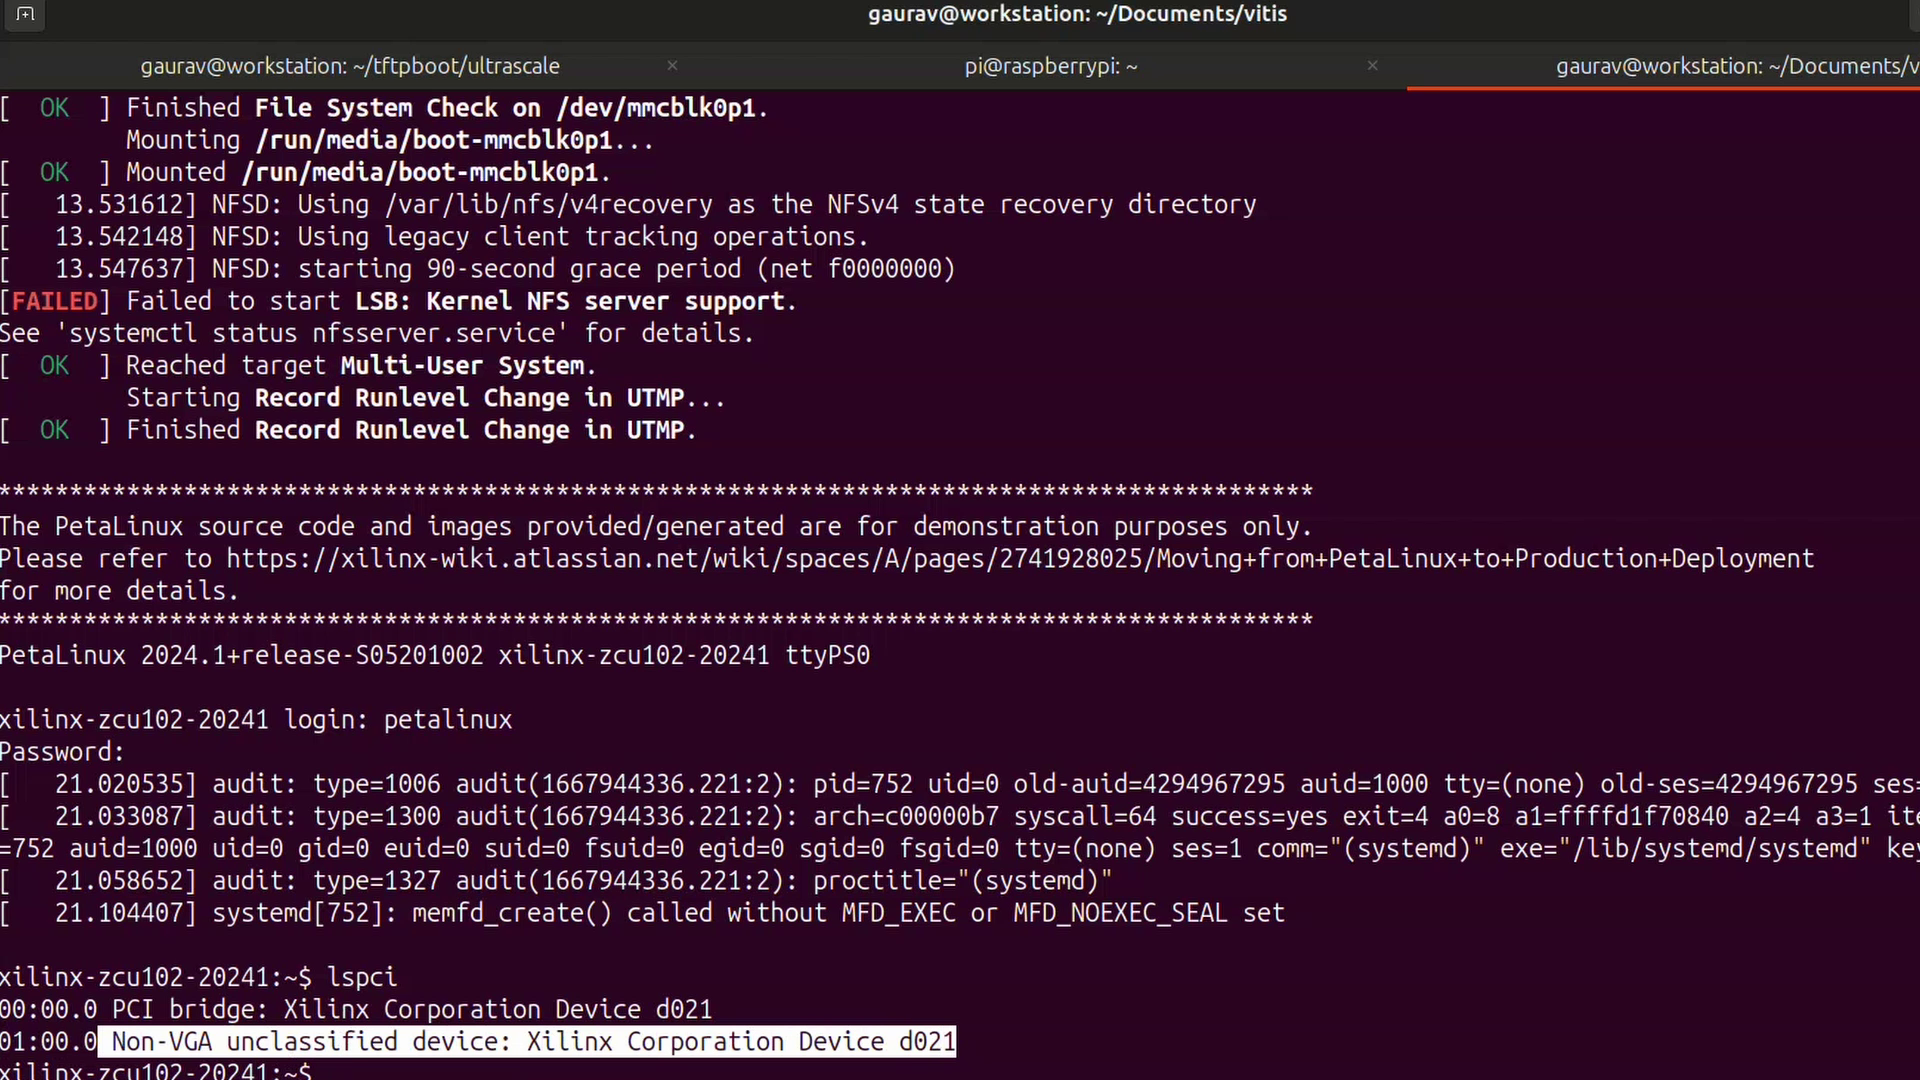 gaurav@workstation: ~/Documents/vitis
gaurav@workstation: ~/tftpboot/ultrascale × pi@raspberrypi: ~ × gaurav@workstation: ~/Documents/v
[  OK  ] Finished File System Check on /dev/mmcblk0p1.
Mounting /run/media/boot-mmcblk0p1...
[  OK  ] Mounted /run/media/boot-mmcblk0p1.
[   13.531612] NFSD: Using /var/lib/nfs/v4recovery as the NFSv4 state recovery directory
[   13.542148] NFSD: Using legacy client tracking operations.
[   13.547637] NFSD: starting 90-second grace period (net f0000000)
[FAILED] Failed to start LSB: Kernel NFS server support.
See 'systemctl status nfsserver.service' for details.
[  OK  ] Reached target Multi-User System.
Starting Record Runlevel Change in UTMP...
[  OK  ] Finished Record Runlevel Change in UTMP.
********************************************************************************************
The PetaLinux source code and images provided/generated are for demonstration purposes only.
Please refer to https://xilinx-wiki.atlassian.net/wiki/spaces/A/pages/2741928025/Moving+from+PetaLinux+to+Production+Deployment
for more details.
********************************************************************************************
PetaLinux 2024.1+release-S05201002 xilinx-zcu102-20241 ttyPS0
xilinx-zcu102-20241 login: petalinux
Password:
[   21.020535] audit: type=1006 audit(1667944336.221:2): pid=752 uid=0 old-auid=4294967295 auid=1000 tty=(none) old-ses=4294967295 ses=
[   21.033087] audit: type=1300 audit(1667944336.221:2): arch=c00000b7 syscall=64 success=yes exit=4 a0=8 a1=ffffd1f70840 a2=4 a3=1 ite
=752 auid=1000 uid=0 gid=0 euid=0 suid=0 fsuid=0 egid=0 sgid=0 fsgid=0 tty=(none) ses=1 comm="(systemd)" exe="/lib/systemd/systemd" key
[   21.058652] audit: type=1327 audit(1667944336.221:2): proctitle="(systemd)"
[   21.104407] systemd[752]: memfd_create() called without MFD_EXEC or MFD_NOEXEC_SEAL set
xilinx-zcu102-20241:~$ lspci
00:00.0 PCI bridge: Xilinx Corporation Device d021
01:00.0 Non-VGA unclassified device: Xilinx Corporation Device d021
xilinx-zcu102-20241:~$